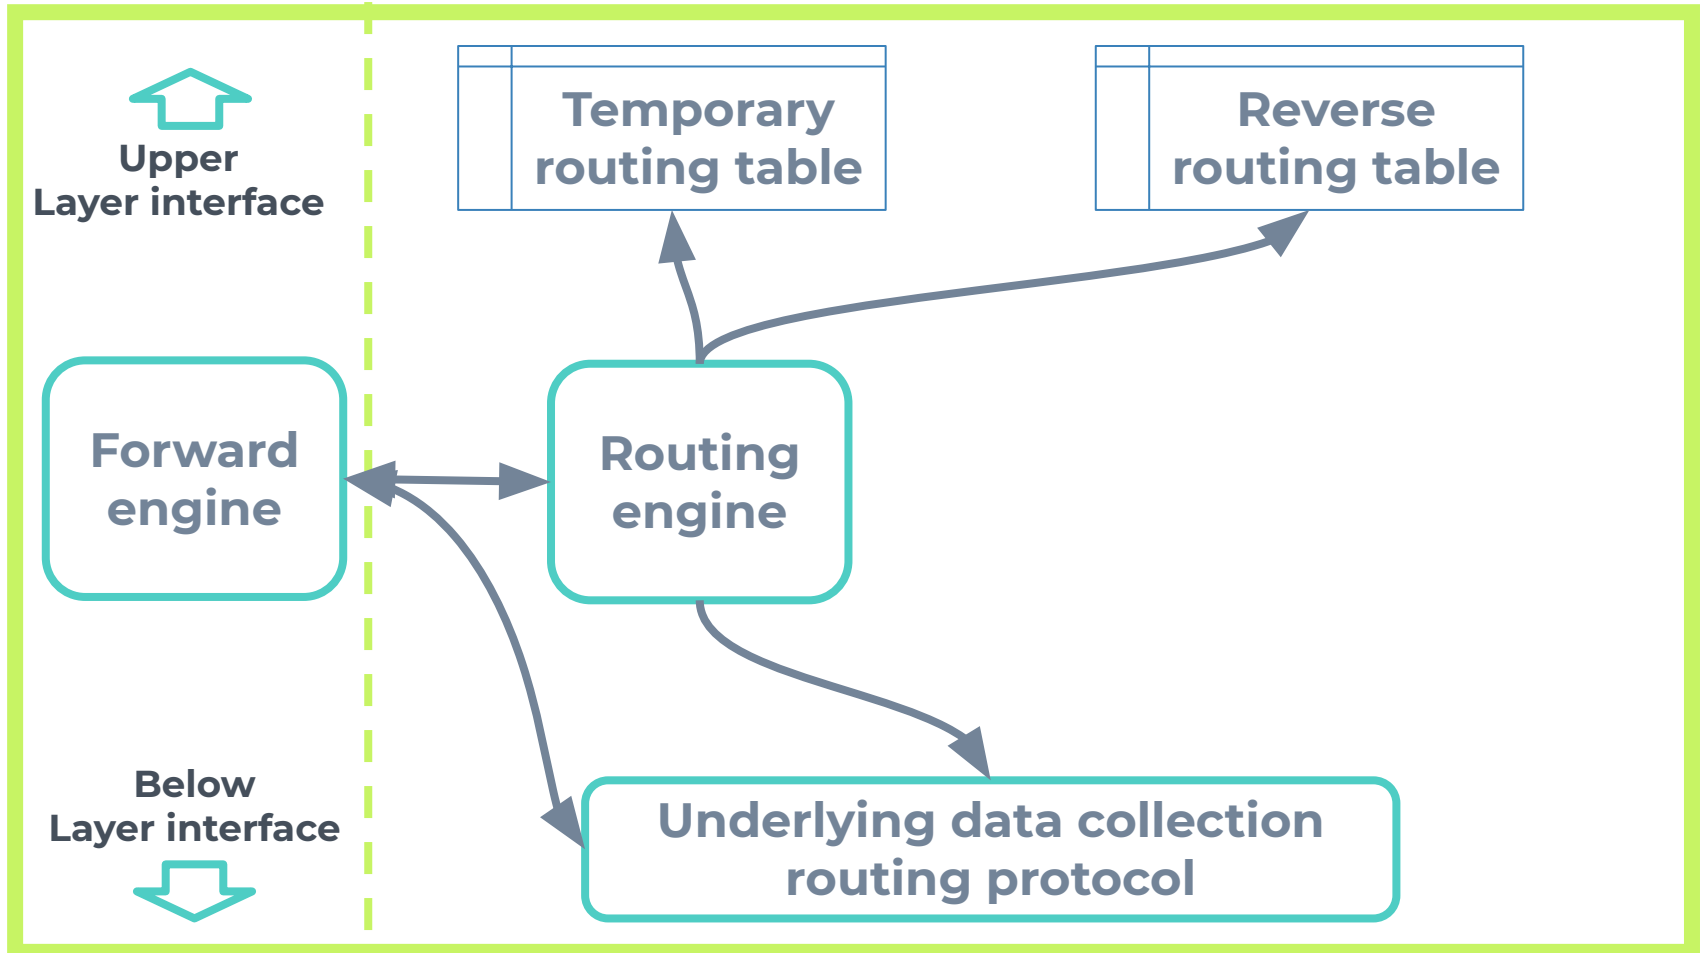 Temporary
routing table
Reverse
routing table
Upper
Layer interface
Forward
engine
Routing
engine
Below
Layer interface
Underlying data collection
routing protocol